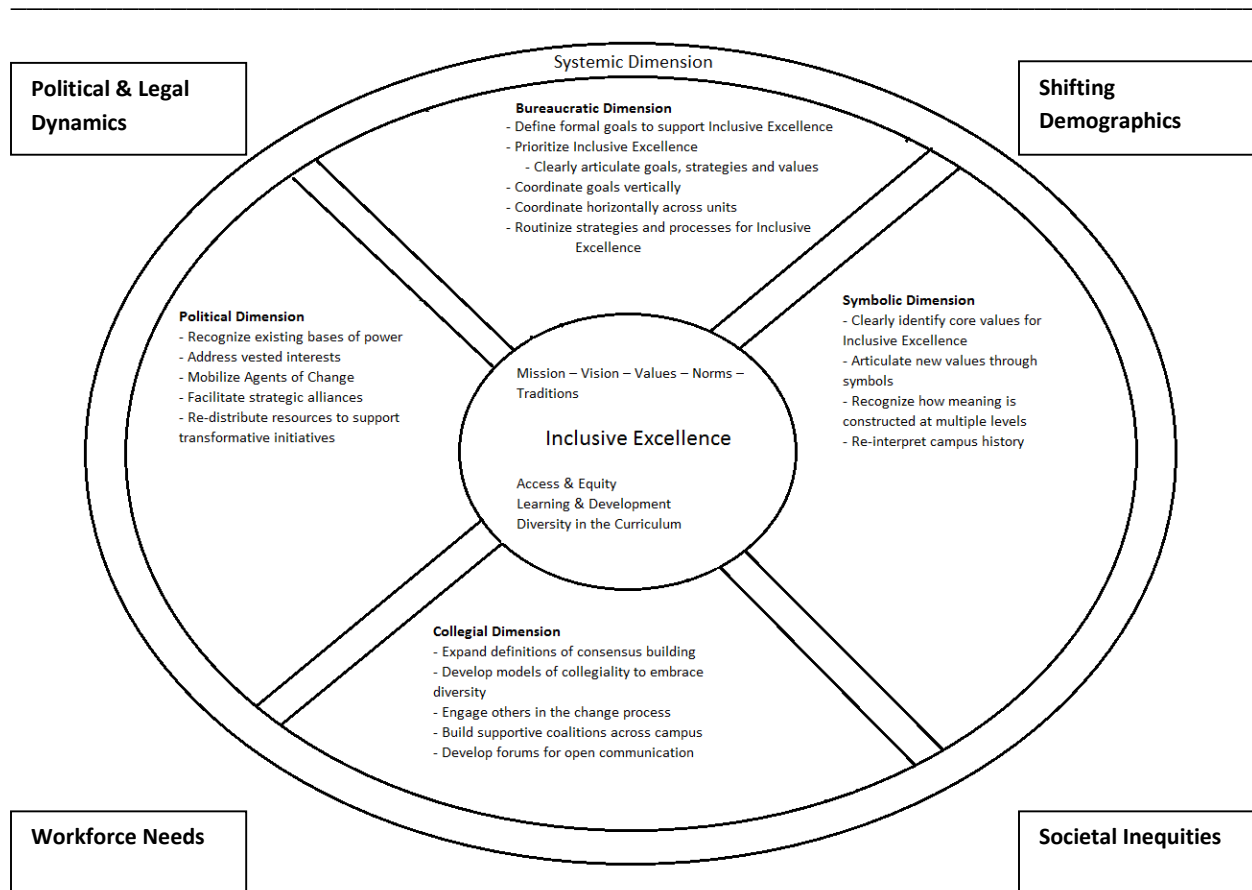 Systemic Dimension
Political & Legal
Dynamics
Shifting
Demographics
Bureaucratic Dimension
- Define formal goals to support Inclusive Excellence
- Prioritize Inclusive Excellence
- Clearly articulate goals, strategies and values
- Coordinate goals vertically
- Coordinate horizontally across units
- Routinize strategies and processes for Inclusive
Excellence
Political Dimension
- Recognize existing bases of power
- Address vested interests
- Mobilize Agents of Change
- Facilitate strategic alliances
- Re-distribute resources to support
transformative initiatives
Symbolic Dimension
- Clearly identify core values for
Inclusive Excellence
- Articulate new values through
symbols
- Recognize how meaning is
constructed at multiple levels
- Re-interpret campus history
Mission – Vision – Values – Norms –
Traditions
Inclusive Excellence
Access & Equity
Learning & Development
Diversity in the Curriculum
Collegial Dimension
- Expand definitions of consensus building
- Develop models of collegiality to embrace
diversity
- Engage others in the change process
- Build supportive coalitions across campus
- Develop forums for open communication
Workforce Needs
Societal Inequities